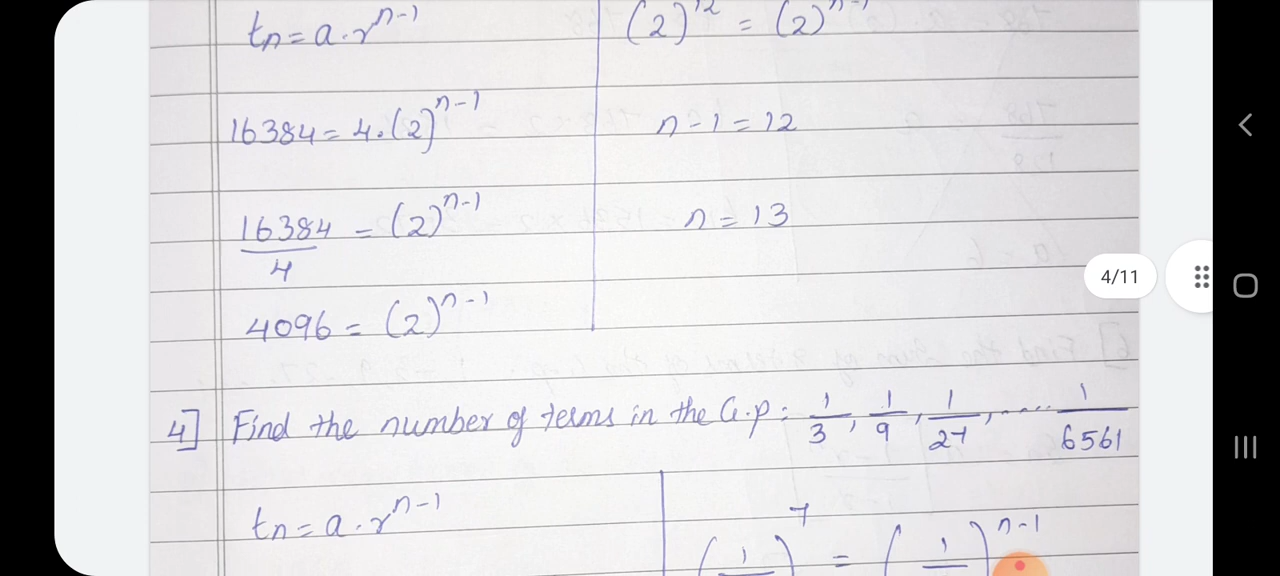 tn = a · r^n-1
(2)^12 = (2)^n-1
16384 = 4 · (2)^n-1
n - 1 = 12
16384/4 = (2)^n-1
n = 13
4096 = (2)^n-1
4/11
4] Find the number of terms in the G.P: 1/3, 1/9, 1/27, .... 1/6561
tn = a · r^n-1
7 n-1